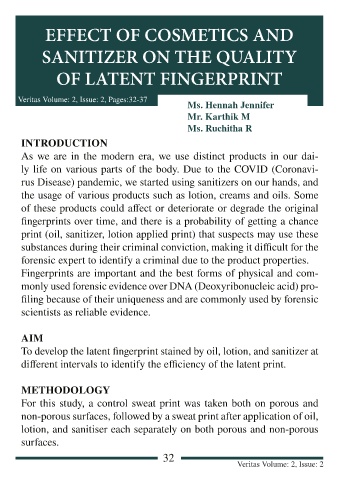 EFFECT OF COSMETICS AND
SANITIZER ON THE QUALITY
OF LATENT FINGERPRINT
Veritas Volume: 2, Issue: 2, Pages:32-37
Ms. Hennah Jennifer
Mr. Karthik M
Ms. Ruchitha R
INTRODUCTION
As we are in the modern era, we use distinct products in our dai-
ly life on various parts of the body. Due to the COVID (Coronavi-
rus Disease) pandemic, we started using sanitizers on our hands, and
the usage of various products such as lotion, creams and oils. Some
of these products could affect or deteriorate or degrade the original
fingerprints over time, and there is a probability of getting a chance
print (oil, sanitizer, lotion applied print) that suspects may use these
substances during their criminal conviction, making it difficult for the
forensic expert to identify a criminal due to the product properties.
Fingerprints are important and the best forms of physical and com-
monly used forensic evidence over DNA (Deoxyribonucleic acid) pro-
filing because of their uniqueness and are commonly used by forensic
scientists as reliable evidence.
AIM
To develop the latent fingerprint stained by oil, lotion, and sanitizer at
different intervals to identify the efficiency of the latent print.
METHODOLOGY
For this study, a control sweat print was taken both on porous and
non-porous surfaces, followed by a sweat print after application of oil,
lotion, and sanitiser each separately on both porous and non-porous
surfaces.
32
Veritas Volume: 2, Issue: 2